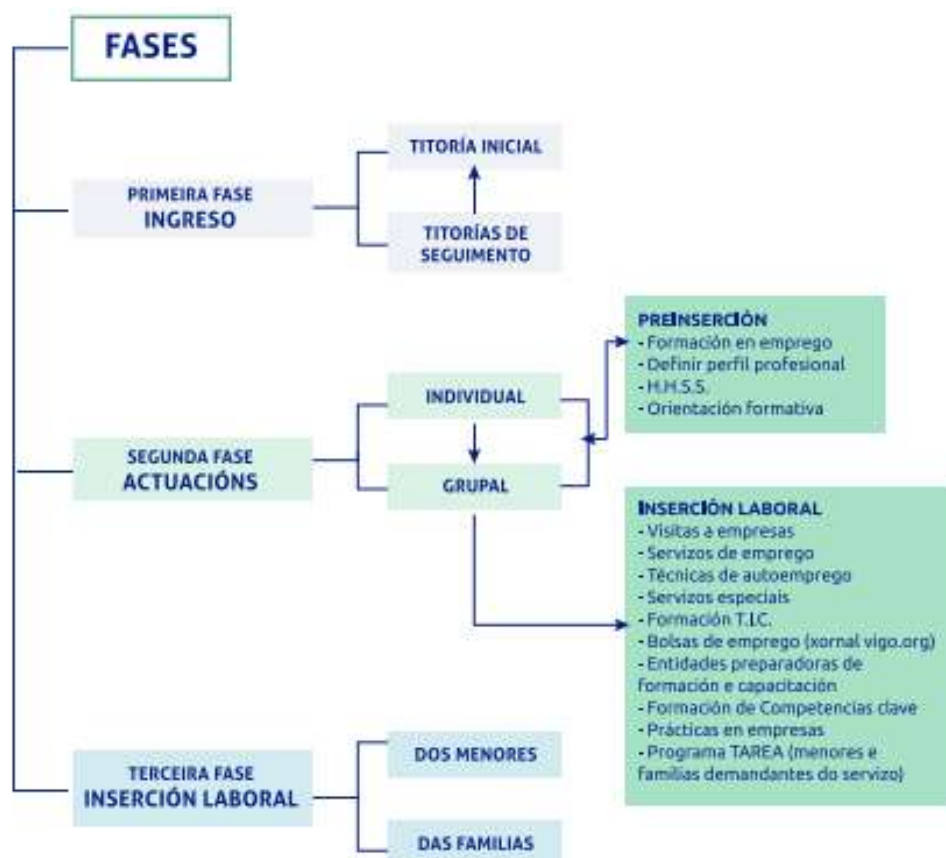 FASES
PRIMEIRA FASE
INGRESO
TITORÍA INICIAL
TITORÍAS DE
SEGUIMENTO
SEGUNDA FASE
ACTUACIÓNS
INDIVIDUAL
GRUPAL
PREINSERCIÓN
- Formación en emprego
- Definir perfil profesional
- H.H.S.S.
- Orientación formativa
INSERCIÓN LABORAL
- Visitas a empresas
- Servizos de emprego
- Técnicas de autoemprego
- Servizos especiais
- Formación T.I.C.
- Bolsas de emprego (xornal vigo.org)
- Entidades preparadoras de
formación e capacitación
- Formación de Competencias clave
- Prácticas en empresas
- Programa TAREA (menores e
familias demandantes do servizo)
TERCEIRA FASE
INSERCIÓN LABORAL
DOS MENORES
DAS FAMILIAS